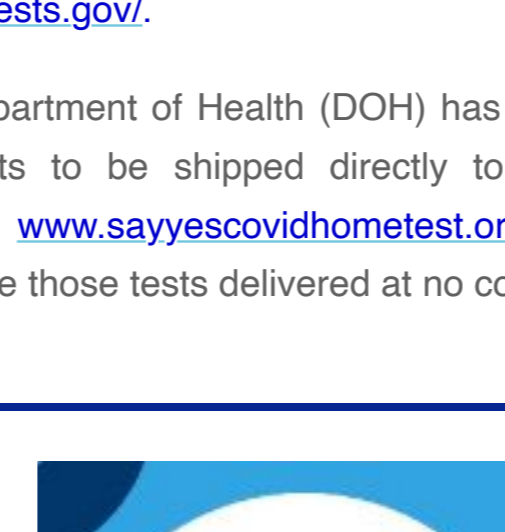 ests.gov/.
partment of Health (DOH) has
ts to be shipped directly to
www.sayyescovidhometest.or
e those tests delivered at no co